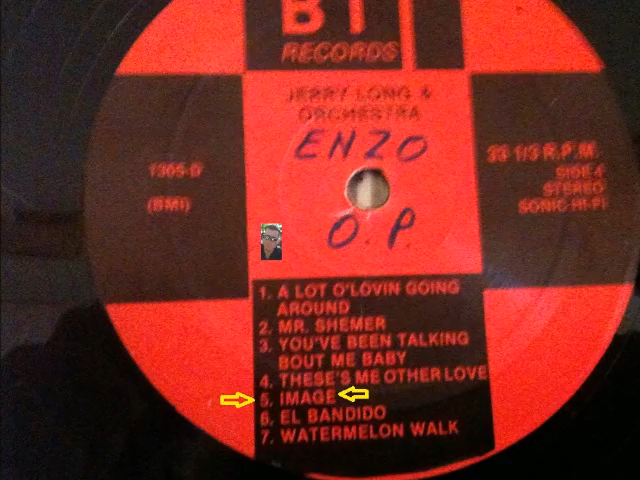 BT
RECORDS
JERRY LONG &
ORCHESTRA
ENZO
O. P.
1305-D
(BMI)
33 1/3 R.P.M.
SIDE 4
STEREO
SONIC-HI-FI
1. A LOT O'LOVIN GOING
AROUND
2. MR. SHEMER
3. YOU'VE BEEN TALKING
BOUT ME BABY
4. THESE'S ME OTHER LOVE
5. IMAGE
6. EL BANDIDO
7. WATERMELON WALK